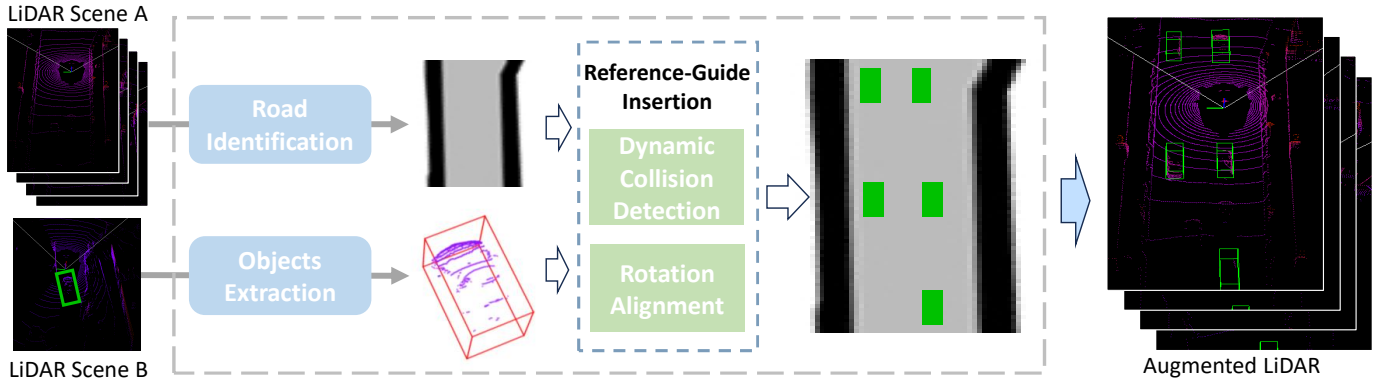 LiDAR Scene A
Road
Identification
Objects
Extraction
LiDAR Scene B
Reference-Guide
Insertion
Dynamic
Collision
Detection
Rotation
Alignment
Augmented LiDAR